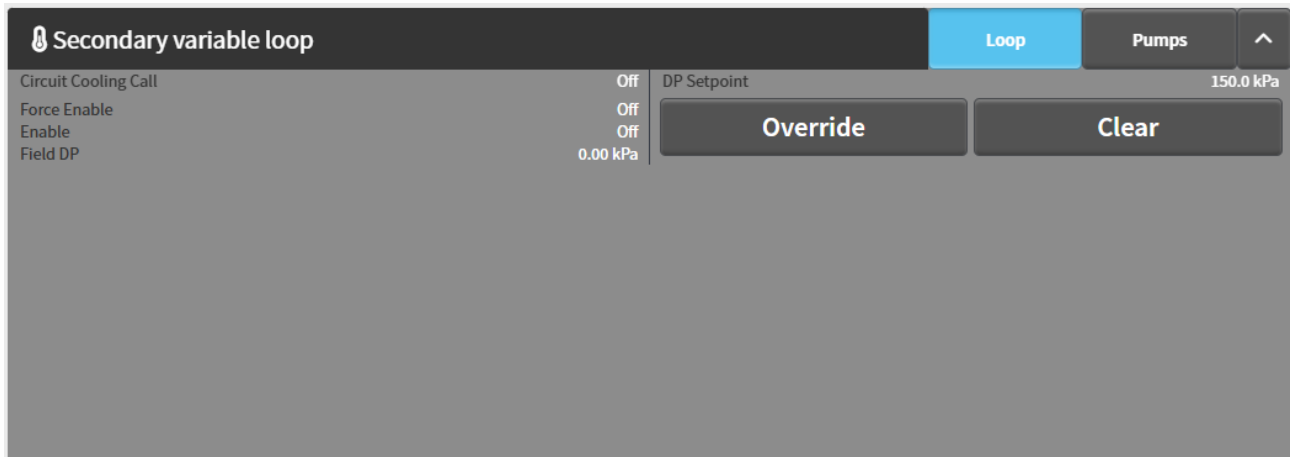 Secondary variable loop
Loop
Pumps
Circuit Cooling Call Off
Force Enable Off
Enable Off
Field DP 0.00 kPa
DP Setpoint 150.0 kPa
Override
Clear